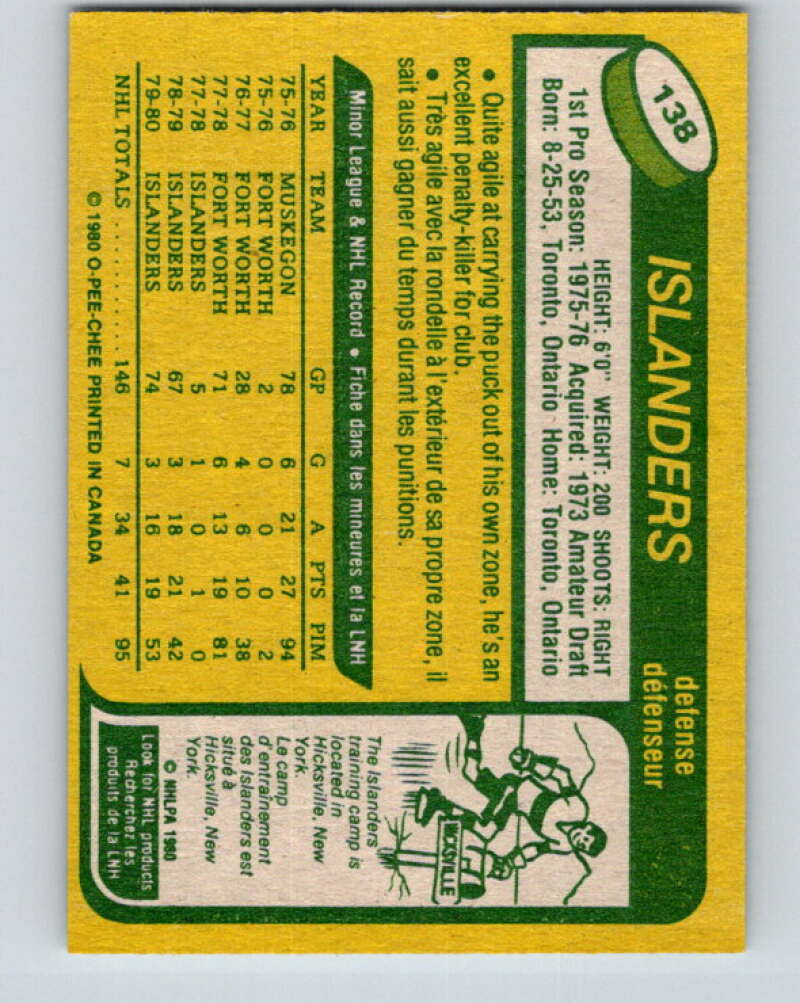 138
ISLANDERS
defense
défenseur
HEIGHT: 6'0" WEIGHT: 200 SHOOTS: RIGHT
1st Pro Season: 1975-76 Acquired: 1973 Amateur Draft
Born: 8-25-53, Toronto, Ontario Home: Toronto, Ontario
• Quite agile at carrying the puck out of his own zone, he's an
excellent penalty-killer for club.
• Très agile avec la rondelle à l'extérieur de sa propre zone, il
sait aussi gagner du temps durant les punitions.
Minor League & NHL Record • Fiche dans les mineures et la LNH
YEAR TEAM GP G A PTS PIM
75-76 MUSKEGON 78 6 21 27 94
75-76 FORT WORTH 2 0 0 0 2
76-77 FORT WORTH 28 4 6 10 38
77-78 FORT WORTH 71 6 13 19 81
77-78 ISLANDERS 5 1 0 1 0
78-79 ISLANDERS 67 3 18 21 42
79-80 ISLANDERS 74 3 16 19 53
NHL TOTALS .......... 146 7 34 41 95
© 1980 O-PEE-CHEE PRINTED IN CANADA
HICKSVILLE
The Islanders
training camp is
located in
Hicksville, New
York.
Le camp
d'entraînement
des Islanders est
situé à
Hicksville, New
York.
© NHLPA 1980
Look for NHL products
Recherchez les
produits de la LNH